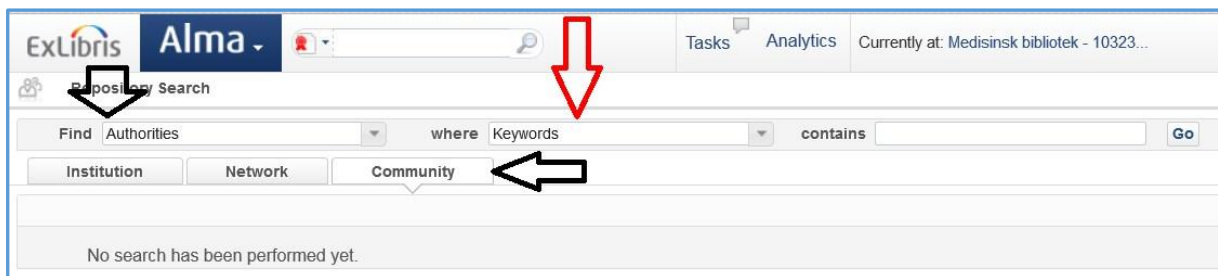 ExLibris Alma Tasks Analytics Currently at: Medisinsk bibliotek - 10323...
Repository Search
Find Authorities where Keywords contains Go
Institution Network Community
No search has been performed yet.